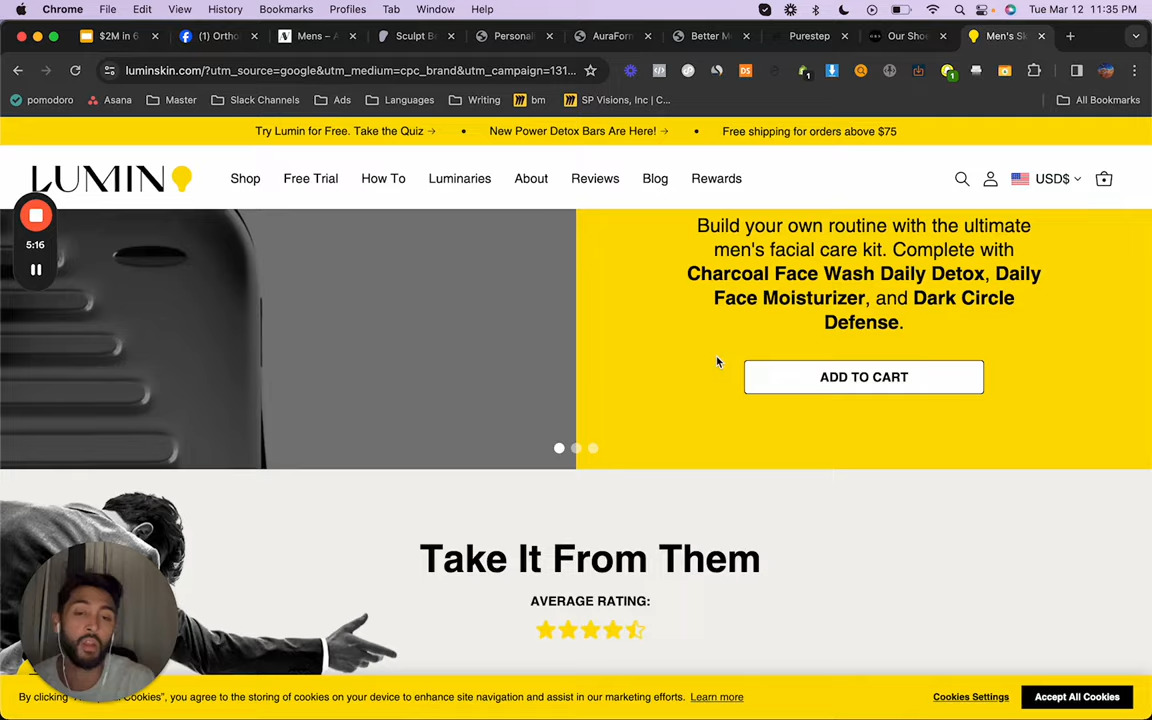 Chrome File Edit View History Bookmarks Profiles Tab Window Help Tue Mar 12 11:35 PM
$2M in 6 (1) Ortho Mens – A Sculpt B Personal AuraFor Better M Purestep Our Sho Men's Sk
luminskin.com/?utm_source=google&utm_medium=cpc_brand&utm_campaign=131...
pomodoro Asana Master Slack Channels Ads Languages Writing bm SP Visions, Inc | C... All Bookmarks
Try Lumin for Free. Take the Quiz → • New Power Detox Bars Are Here! → • Free shipping for orders above $75
LUMIN Shop Free Trial How To Luminaries About Reviews Blog Rewards USD$
5:16
Build your own routine with the ultimate
men's facial care kit. Complete with
Charcoal Face Wash Daily Detox, Daily
Face Moisturizer, and Dark Circle
Defense.
ADD TO CART
Take It From Them
AVERAGE RATING:
By clicking "Accept All Cookies", you agree to the storing of cookies on your device to enhance site navigation and assist in our marketing efforts. Learn more Cookies Settings Accept All Cookies